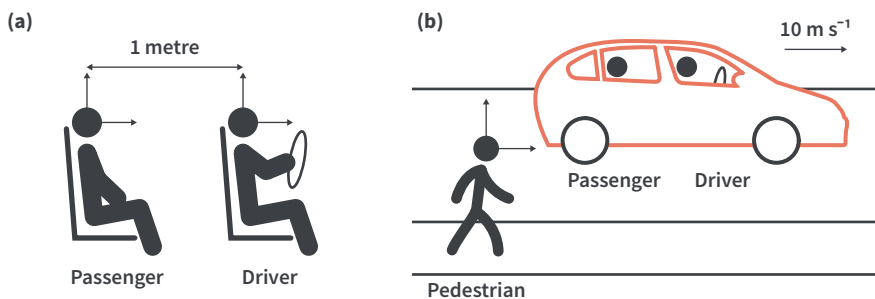 (a)
1 metre
Passenger
Driver
(b)
10 m s⁻¹
Passenger
Driver
Pedestrian